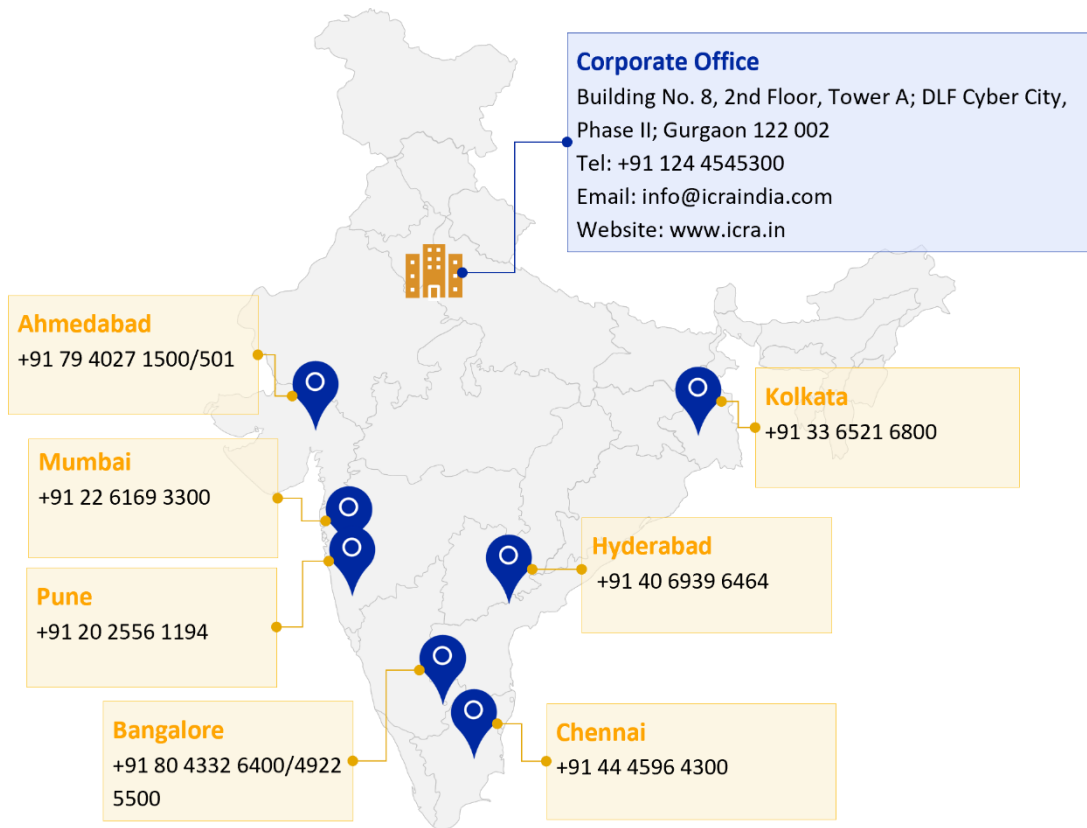 Corporate Office
Building No. 8, 2nd Floor, Tower A; DLF Cyber City,
Phase II; Gurgaon 122 002
Tel: +91 124 4545300
Email: info@icraindia.com
Website: www.icra.in
Ahmedabad
+91 79 4027 1500/501
Kolkata
+91 33 6521 6800
Mumbai
+91 22 6169 3300
Hyderabad
+91 40 6939 6464
Pune
+91 20 2556 1194
Bangalore
+91 80 4332 6400/4922
5500
Chennai
+91 44 4596 4300